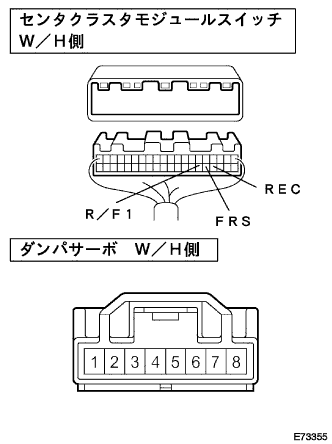 センタクラスタモジュールスイッチ
W／H側
REC
R／F1
FRS
ダンパサーボ　W／H側
1 2 3 4 5 6 7 8
E73355